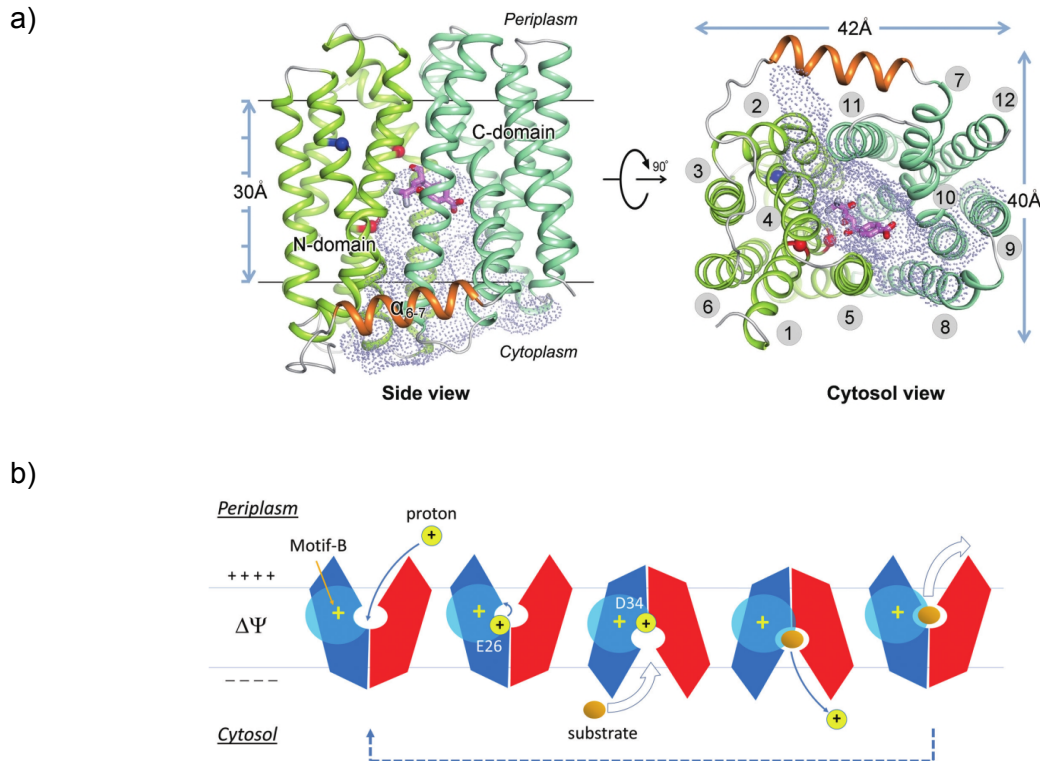 a)
Periplasm
C-domain
30Å
N-domain
α6-7
Cytoplasm
Side view
90°
42Å
7
2
11
12
3
4
10
40Å
9
6
1
5
8
Cytosol view
b)
Periplasm
proton
+
Motif-B
++++
+
+
+
D34
+
+
+
ΔΨ
+
E26
– – – –
+
substrate
Cytosol